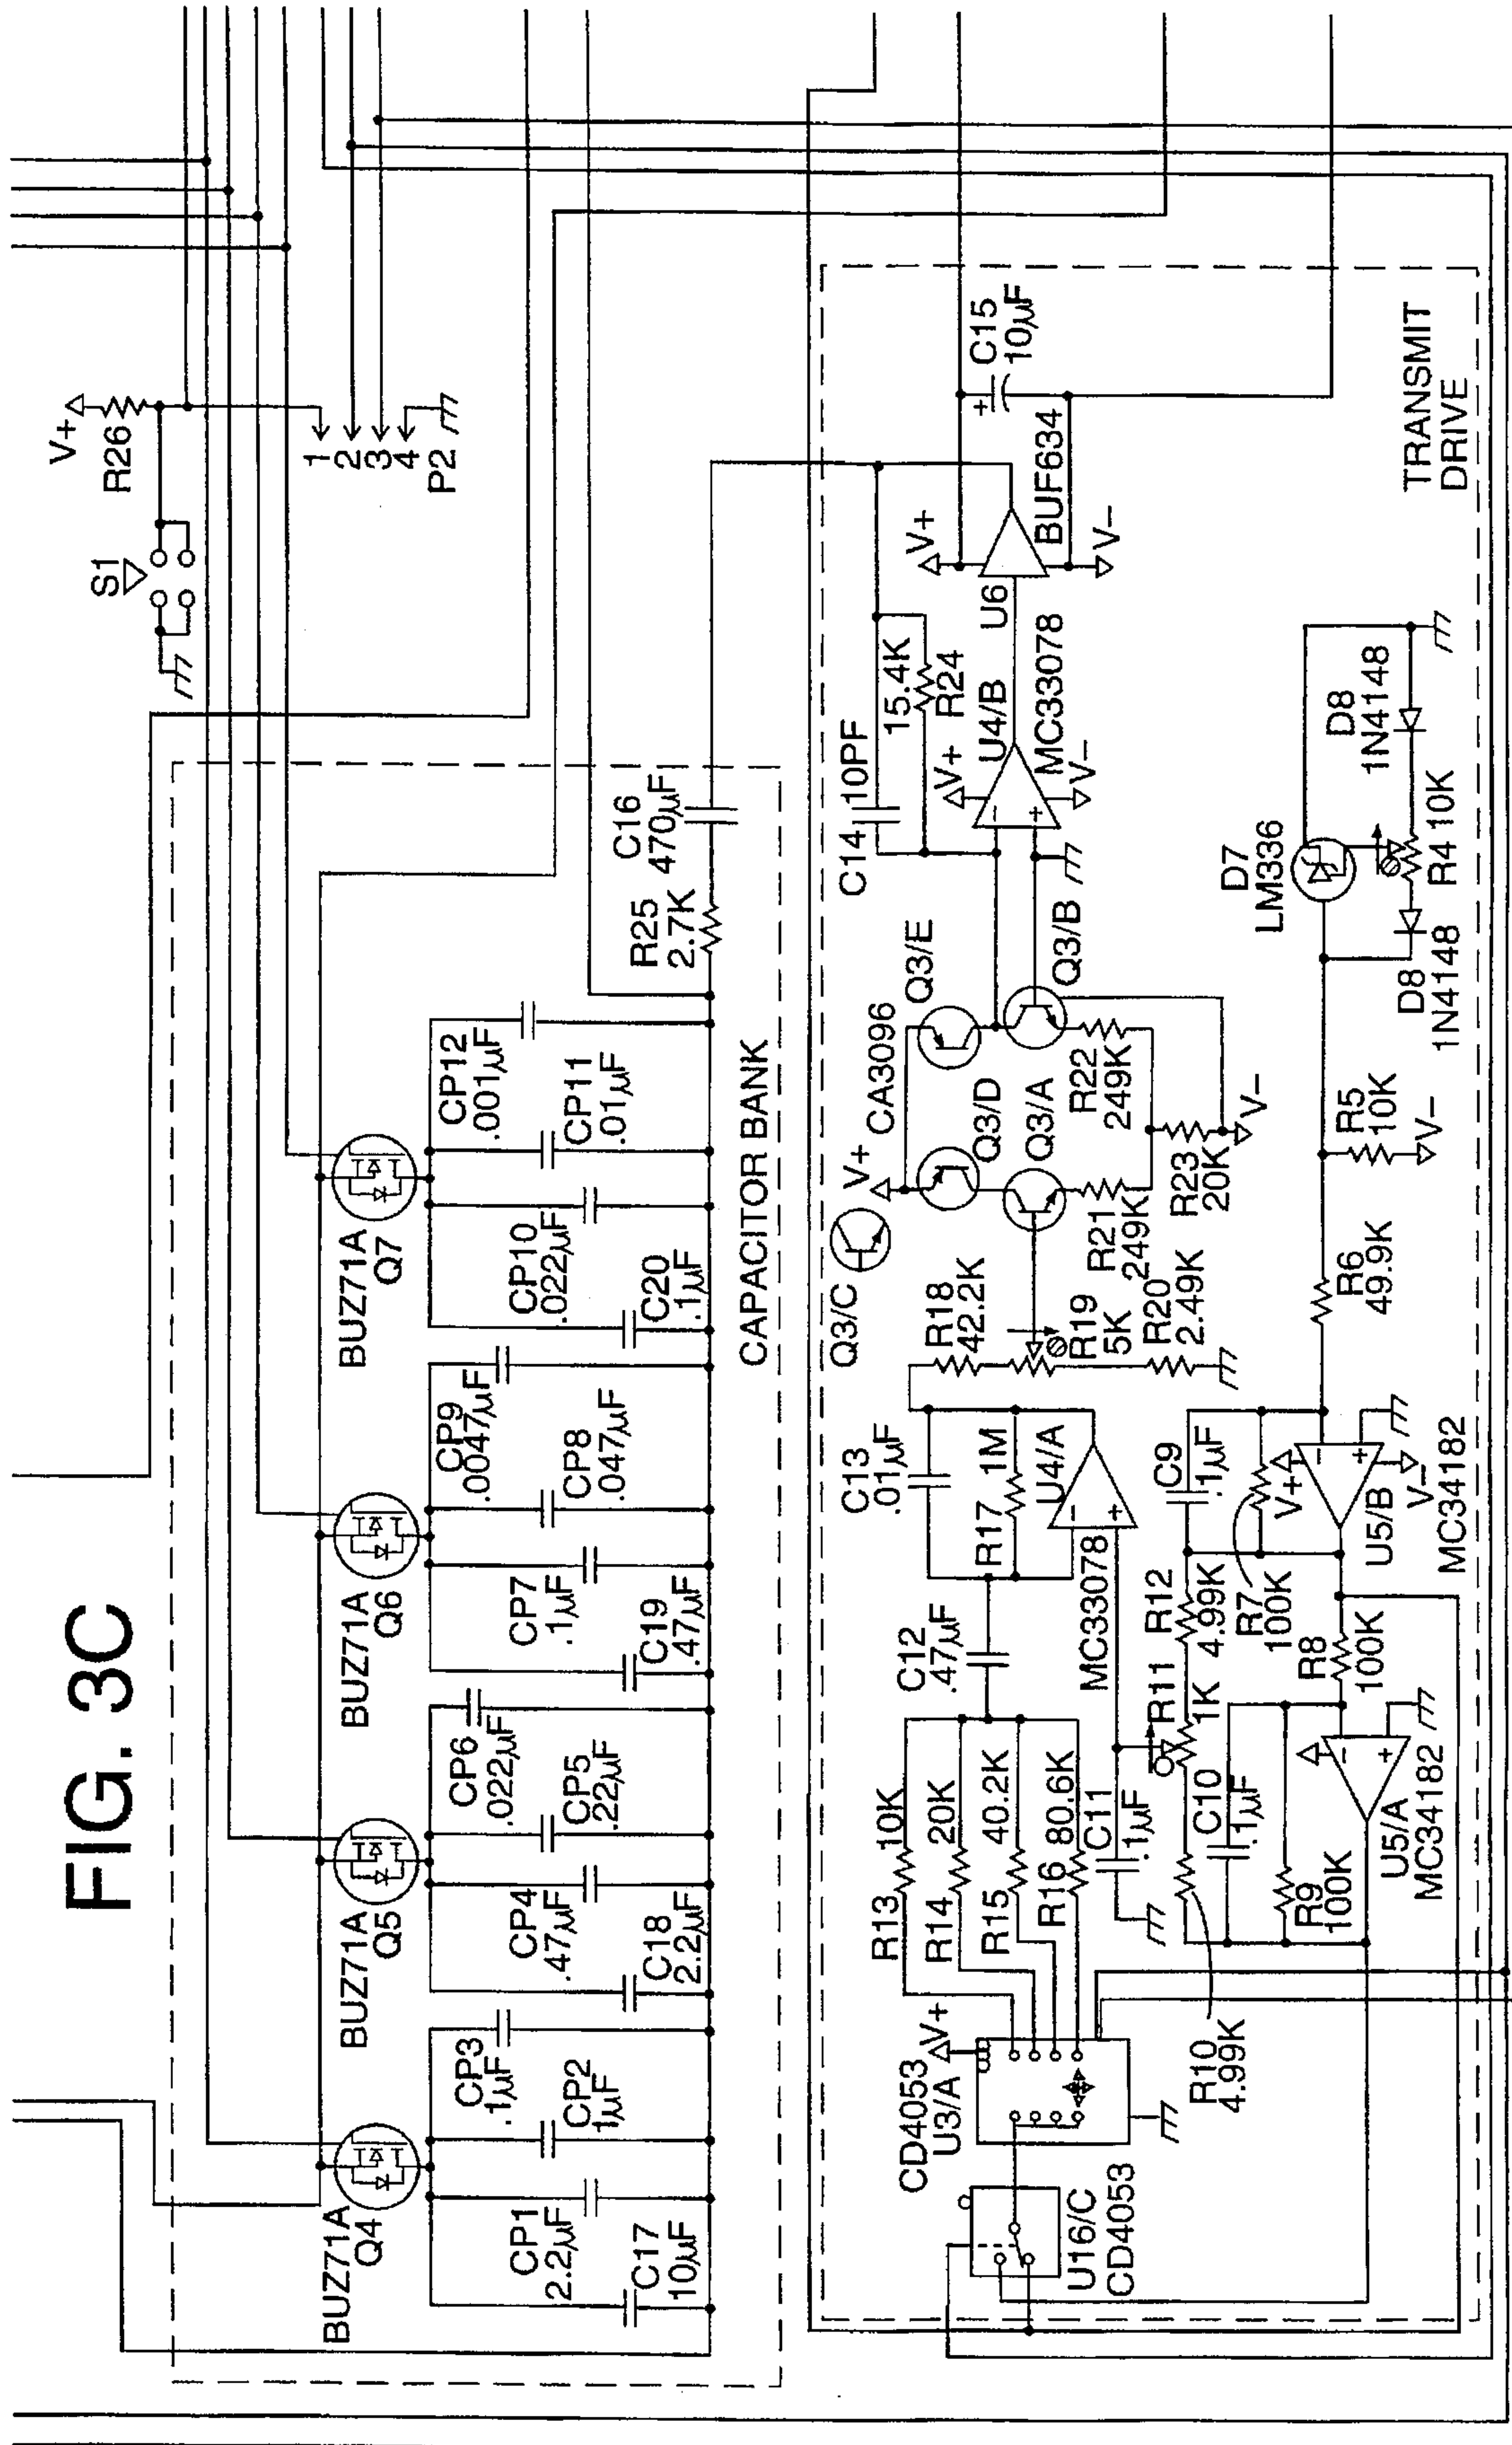 FIG. 3C
V+
R26
S1
1
2
3
4
P2
BUZ71A
Q4
BUZ71A
Q5
BUZ71A
Q6
BUZ71A
Q7
CP1
2.2µF
C17
10µF
CP2
1µF
CP3
.1µF
CP4
.47µF
C18
2.2µF
CP5
.22µF
CP6
.022µF
CP7
.1µF
C19
.47µF
CP8
.047µF
CP9
.0047µF
CP10
.022µF
C20
.1µF
CP11
.01µF
CP12
.001µF
R25
2.7K
C16
470µF
CAPACITOR BANK
U16/C
CD4053
CD4053
U3/A
V+
R13
10K
R14
20K
R15
40.2K
R16
80.6K
C11
.1µF
C12
.47µF
C13
.01µF
R17
1M
U4/A
-
+
MC33078
R18
42.2K
R19
5K
R20
2.49K
Q3/C
V+
CA3096
Q3/D
Q3/E
Q3/A
Q3/B
R21
249K
R22
249K
R23
20K
V-
C14
10PF
15.4K
R24
V+
U4/B
-
+
MC33078
V-
V+
U6
BUF634
V-
C15
10µF
+
R10
4.99K
R11
1K
R12
4.99K
C10
.1µF
R9
100K
U5/A
MC34182
-
+
R8
100K
R7
100K
C9
.1µF
V+
-
+
U5/B
V-
MC34182
R6
49.9K
R5
10K
V-
D7
LM336
D8
1N4148
R4 10K
D8
1N4148
TRANSMIT
DRIVE